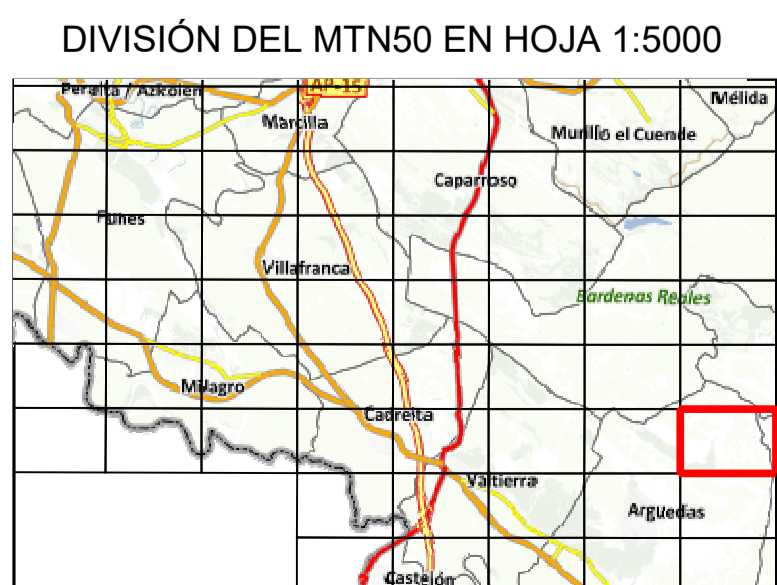 DIVISIÓN DEL MTN50 EN HOJA 1:5000
Peralta / Azkoien
AP-15
Mélida
Marcilla
Murillo el Cuende
Caparroso
Funes
Villafranca
Bardenas Reales
Milagro
Cadreita
Valtierra
Arguedas
Castejón